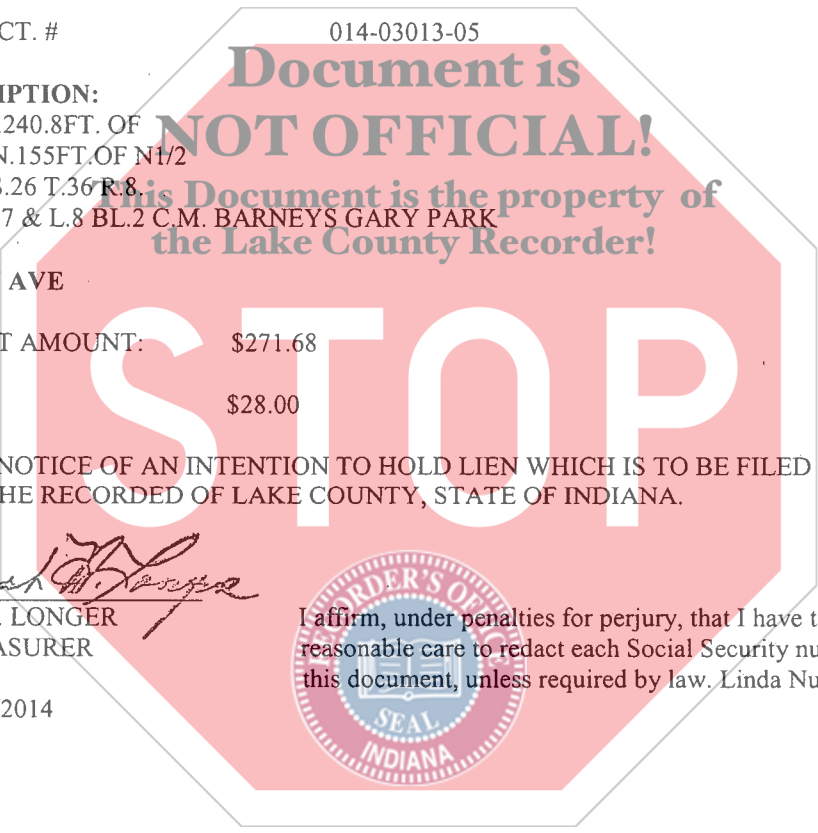 CT. # 014-03013-05
Document is
IPTION:
.240.8FT. OF
NOT OFFICIAL!
N.155FT.OF N1/2
S.26 T.36 R.8.
This Document is the property of
7 & L.8 BL.2 C.M. BARNEYS GARY PARK
the Lake County Recorder!
AVE
T AMOUNT: $271.68
STOP
$28.00
NOTICE OF AN INTENTION TO HOLD LIEN WHICH IS TO BE FILED
HE RECORDED OF LAKE COUNTY, STATE OF INDIANA.
LONGER
ASURER
2014
I affirm, under penalties for perjury, that I have t
reasonable care to redact each Social Security nu
this document, unless required by law. Linda Nu
RECORDER'S OFFICE
SEAL
INDIANA